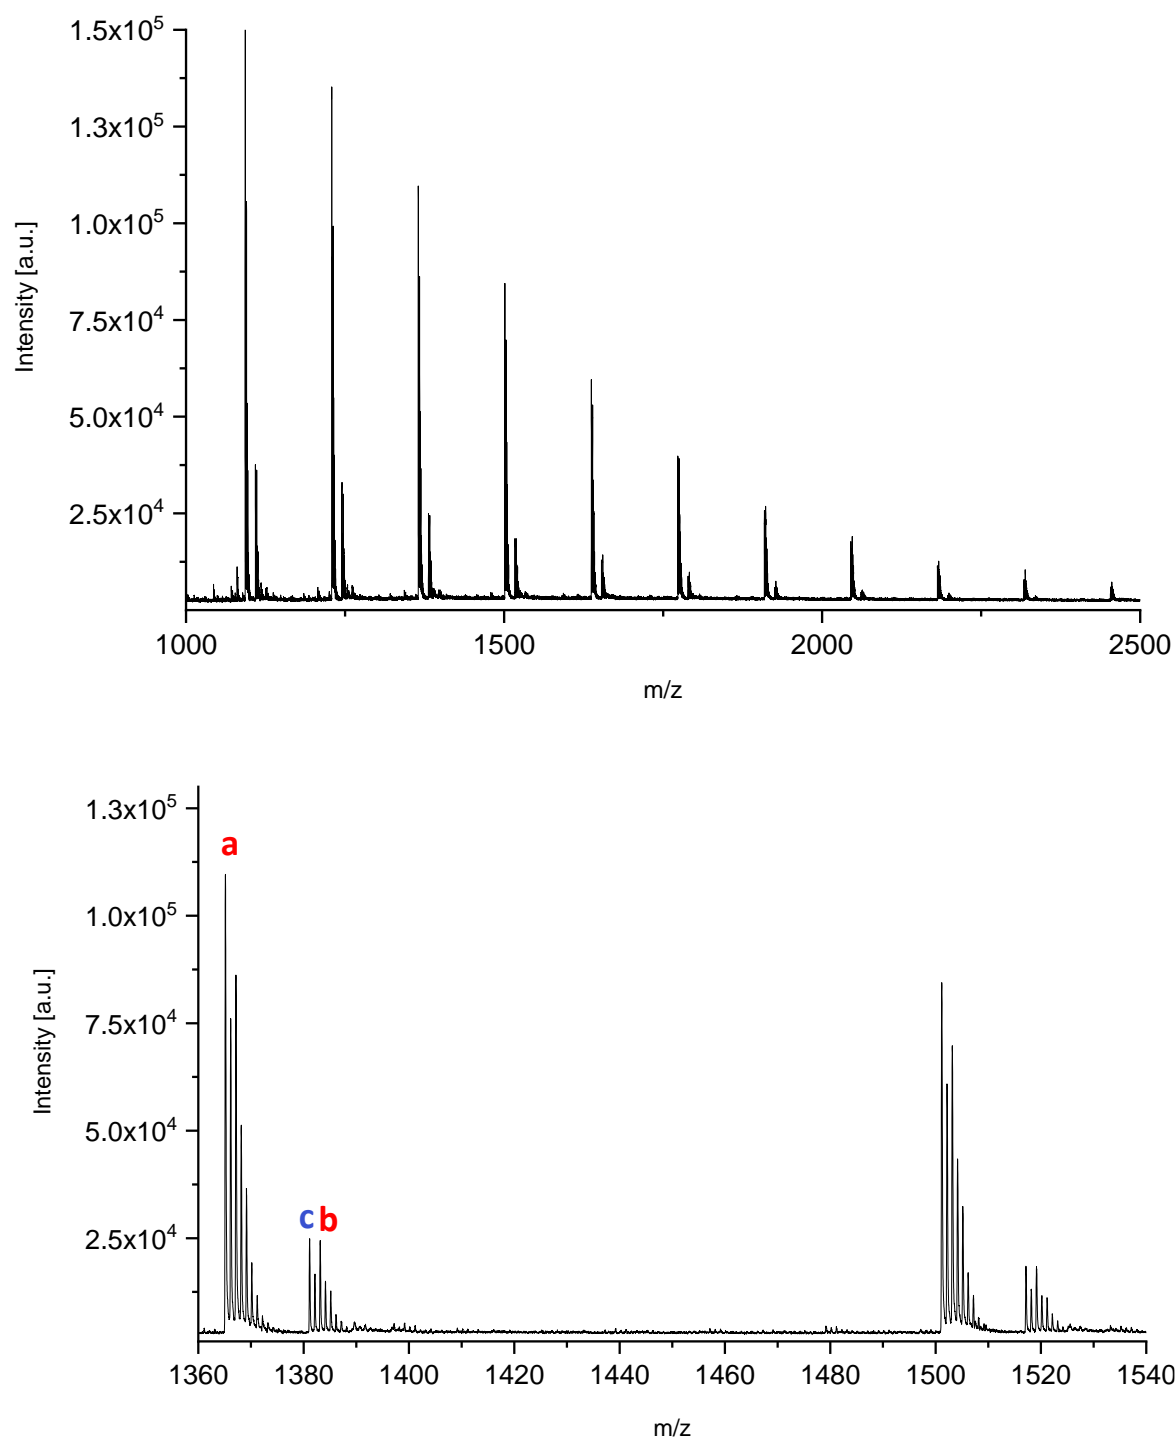 1.5x10⁵
1.3x10⁵
1.0x10⁵
7.5x10⁴
5.0x10⁴
2.5x10⁴
Intensity [a.u.]
1000 1500 2000 2500
m/z
1.3x10⁵
1.0x10⁵
7.5x10⁴
5.0x10⁴
2.5x10⁴
Intensity [a.u.]
a
c b
1360 1380 1400 1420 1440 1460 1480 1500 1520 1540
m/z